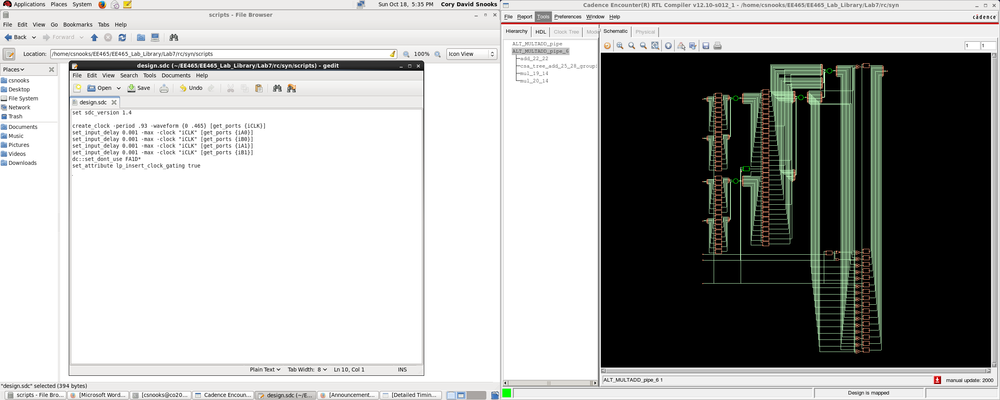 Applications Places System
Sun Oct 18, 5:35 PM Cory David Snooks
scripts - File Browser
File Edit View Go Bookmarks Tabs Help
Back Forward
Location: /home/csnooks/EE465/EE465_Lab_Library/Lab7/rc/syn/scripts 100% Icon View
Places
csnooks
Desktop
File System
Network
Trash
Documents
Music
Pictures
Videos
Downloads
design.sdc (~/EE465/EE465_Lab_Library/Lab7/rc/syn/scripts) - gedit
File Edit View Search Tools Documents Help
Open Save Undo
design.sdc
set sdc_version 1.4
create_clock -period .93 -waveform {0 .465} [get_ports {iCLK}]
set_input_delay 0.001 -max -clock "iCLK" [get_ports {iA0}]
set_input_delay 0.001 -max -clock "iCLK" [get_ports {iB0}]
set_input_delay 0.001 -max -clock "iCLK" [get_ports {iA1}]
set_input_delay 0.001 -max -clock "iCLK" [get_ports {iB1}]
dc::set_dont_use FA1D*
set_attribute lp_insert_clock_gating true
Plain Text Tab Width: 8 Ln 10, Col 1 INS
"design.sdc" selected (394 bytes)
scripts - File Bro... [Microsoft Word... [csnooks@co20... Cadence Encoun... design.sdc (~/E... [Announcement... [Detailed Timin...
Cadence Encounter(R) RTL Compiler v12.10-s012_1 - /home/csnooks/EE465/EE465_Lab_Library/Lab7/rc/syn
File Report Tools Preferences Window Help
cādence
Hierarchy HDL Clock Tree Mode
Schematic Physical
1 1
ALT_MULTADD_pipe
ALT_MULTADD_pipe_6
add_22_22
csa_tree_add_25_28_groupi
mul_19_14
mul_20_14
ALT_MULTADD_pipe_6 1
manual update: 2000
Design is mapped